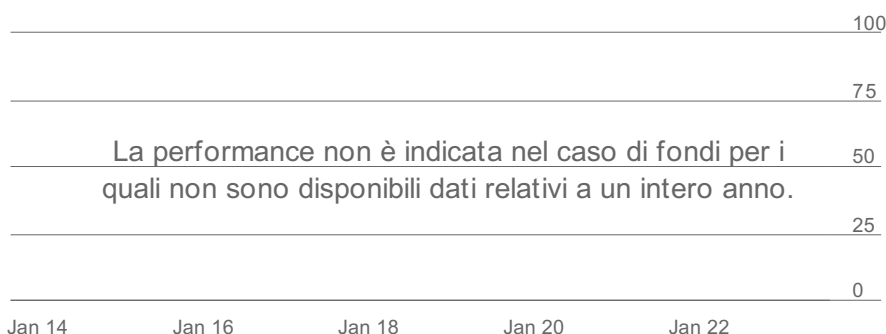 100
75
La performance non è indicata nel caso di fondi per i
50
quali non sono disponibili dati relativi a un intero anno.
25
0
Jan 14 Jan 16 Jan 18 Jan 20 Jan 22